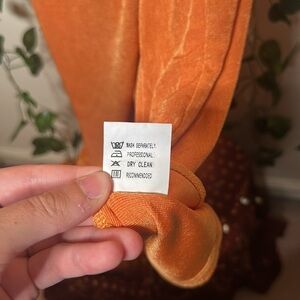 WASH SEPARATELY.
PROFESSIONAL
DRY CLEAN
RECOMMENDED